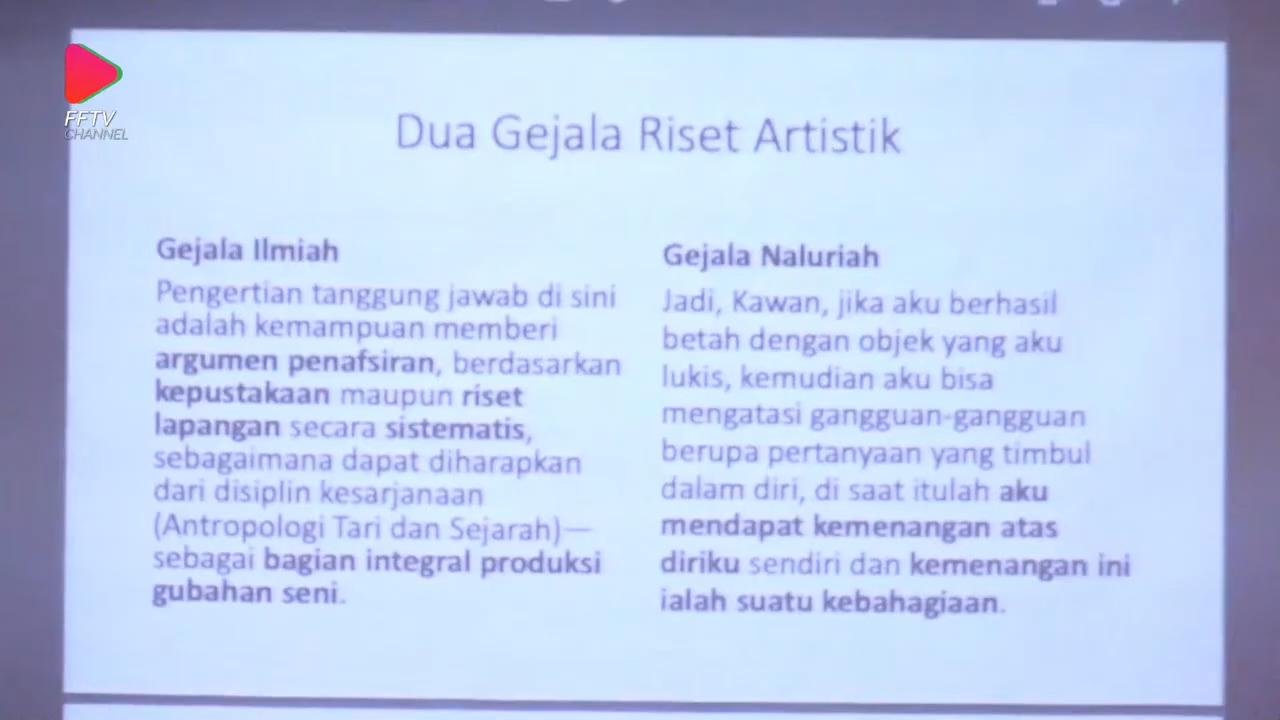 FFTV
CHANNEL
Dua Gejala Riset Artistik
Gejala Ilmiah
Pengertian tanggung jawab di sini
adalah kemampuan memberi
argumen penafsiran, berdasarkan
kepustakaan maupun riset
lapangan secara sistematis,
sebagaimana dapat diharapkan
dari disiplin kesarjanaan
(Antropologi Tari dan Sejarah)—
sebagai bagian integral produksi
gubahan seni.
Gejala Naluriah
Jadi, Kawan, jika aku berhasil
betah dengan objek yang aku
lukis, kemudian aku bisa
mengatasi gangguan-gangguan
berupa pertanyaan yang timbul
dalam diri, di saat itulah aku
mendapat kemenangan atas
diriku sendiri dan kemenangan ini
ialah suatu kebahagiaan.